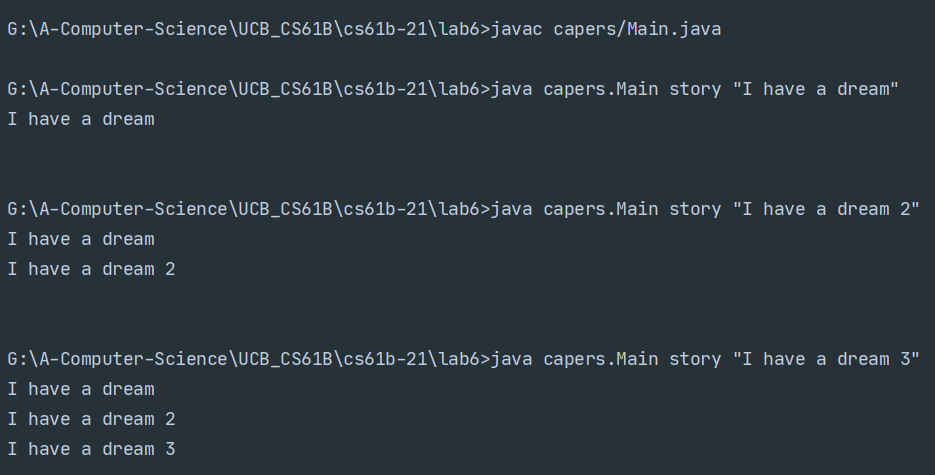 G:\A-Computer-Science\UCB_CS61B\cs61b-21\lab6>javac capers/Main.java
G:\A-Computer-Science\UCB_CS61B\cs61b-21\lab6>java capers.Main story "I have a dream"
I have a dream
G:\A-Computer-Science\UCB_CS61B\cs61b-21\lab6>java capers.Main story "I have a dream 2"
I have a dream
I have a dream 2
G:\A-Computer-Science\UCB_CS61B\cs61b-21\lab6>java capers.Main story "I have a dream 3"
I have a dream
I have a dream 2
I have a dream 3